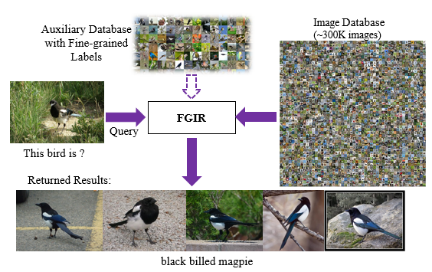 Auxiliary Database
with Fine-grained
Labels
Image Database
(~300K images)
FGIR
Query
This bird is ?
Returned Results:
black billed magpie